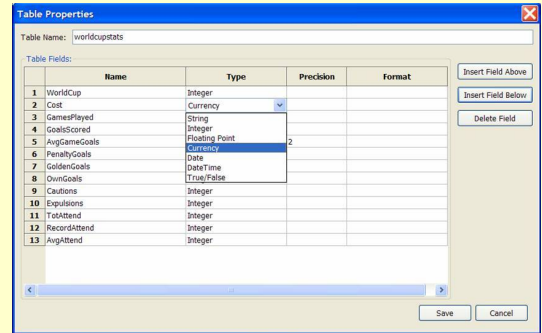 Table Properties
Table Name: worldcupstats
Table Fields:
Name Type Precision Format
1 WorldCup Integer
2 Cost Currency
3 GamesPlayed String
4 GoalsScored Integer
5 AvgGameGoals Floating Point 2
Currency
6 PenaltyGoals Date
7 GoldenGoals DateTime
8 OwnGoals True/False
9 Cautions Integer
10 Expulsions Integer
11 TotAttend Integer
12 RecordAttend Integer
13 AvgAttend Integer
Insert Field Above
Insert Field Below
Delete Field
Save Cancel